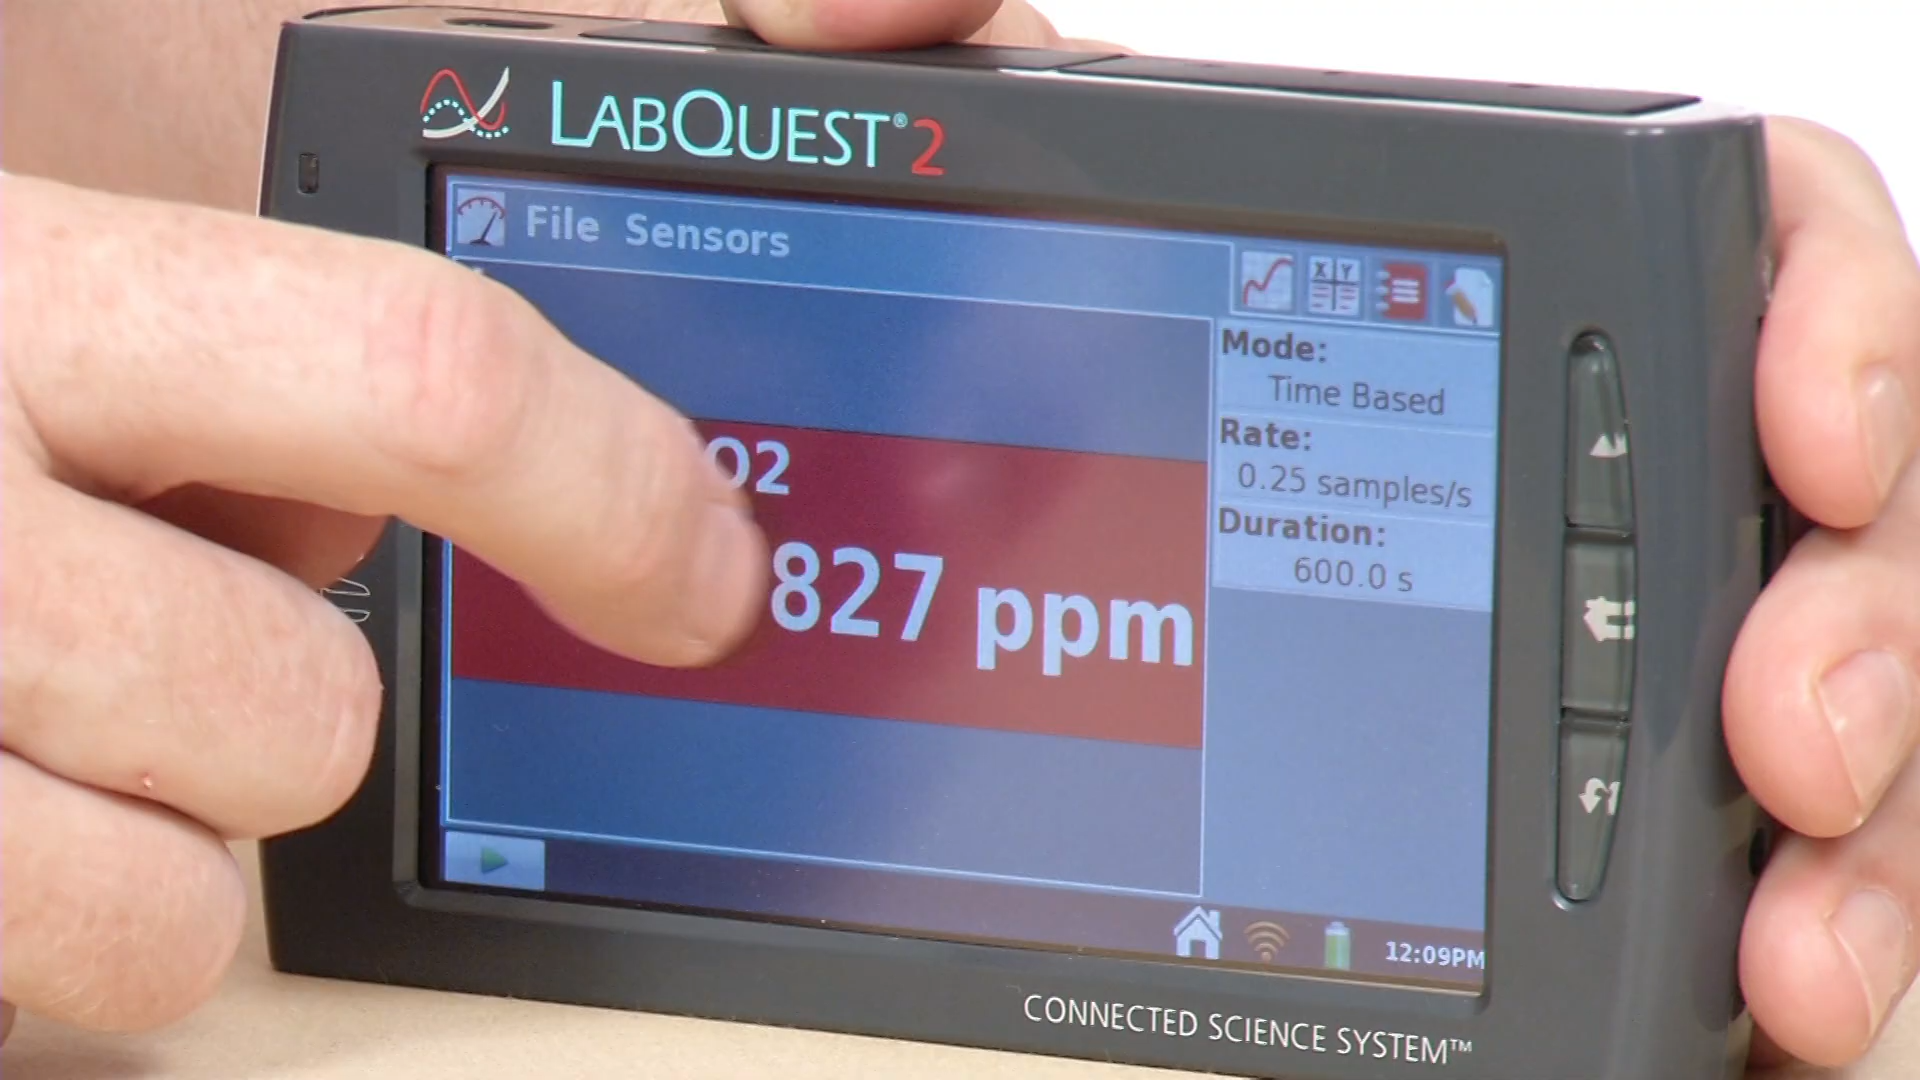 LABQUEST® 2
File Sensors
X Y
Mode:
Time Based
Rate:
0.25 samples/s
Duration:
600.0 s
O2
827 ppm
12:09PM
CONNECTED SCIENCE SYSTEM™